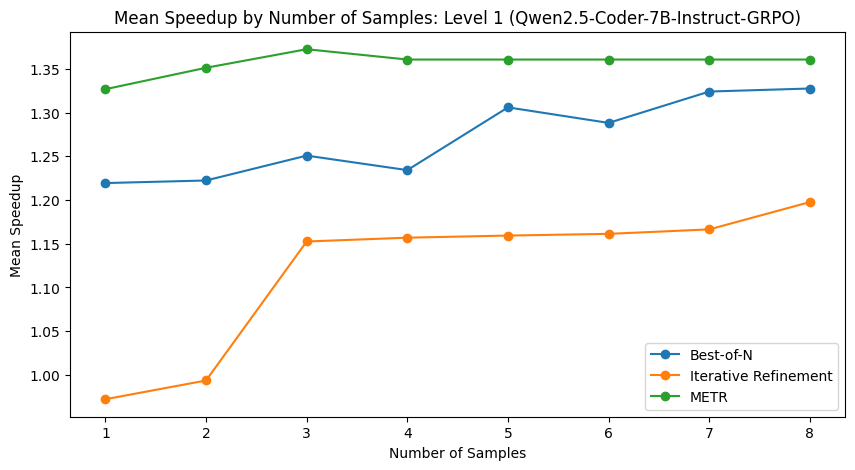 Mean Speedup by Number of Samples: Level 1 (Qwen2.5-Coder-7B-Instruct-GRPO)
Mean Speedup
1.35
1.30
1.25
1.20
1.15
1.10
1.05
1.00
Best-of-N
Iterative Refinement
METR
1 2 3 4 5 6 7 8
Number of Samples